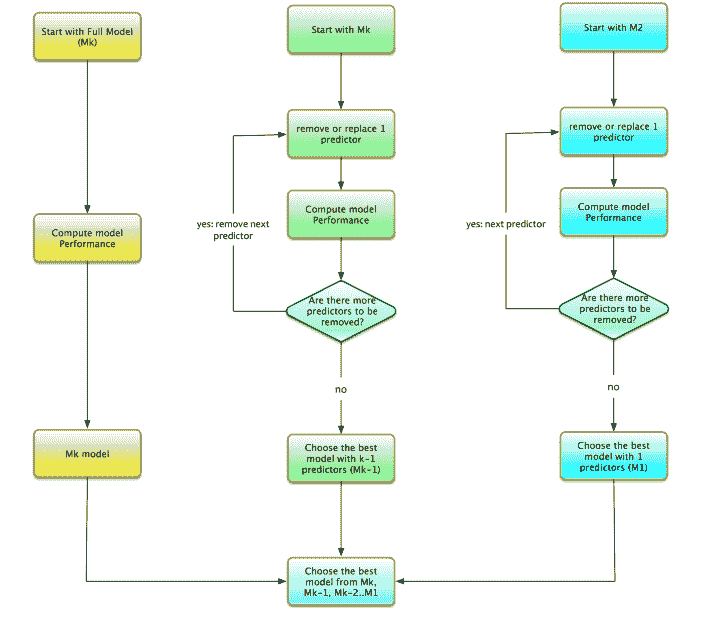 Start with Full Model
(Mk)
Compute model
Performance
Mk model
Start with Mk
remove or replace 1
predictor
Compute model
Performance
yes: remove next
predictor
Are there more
predictors to be
removed?
no
Choose the best
model with k-1
predictors (Mk-1)
Start with M2
remove or replace 1
predictor
Compute model
Performance
yes: next predictor
Are there more
predictors to be
removed?
no
Choose the best
model with 1
predictors (M1)
Choose the best
model from Mk,
Mk-1, Mk-2..M1